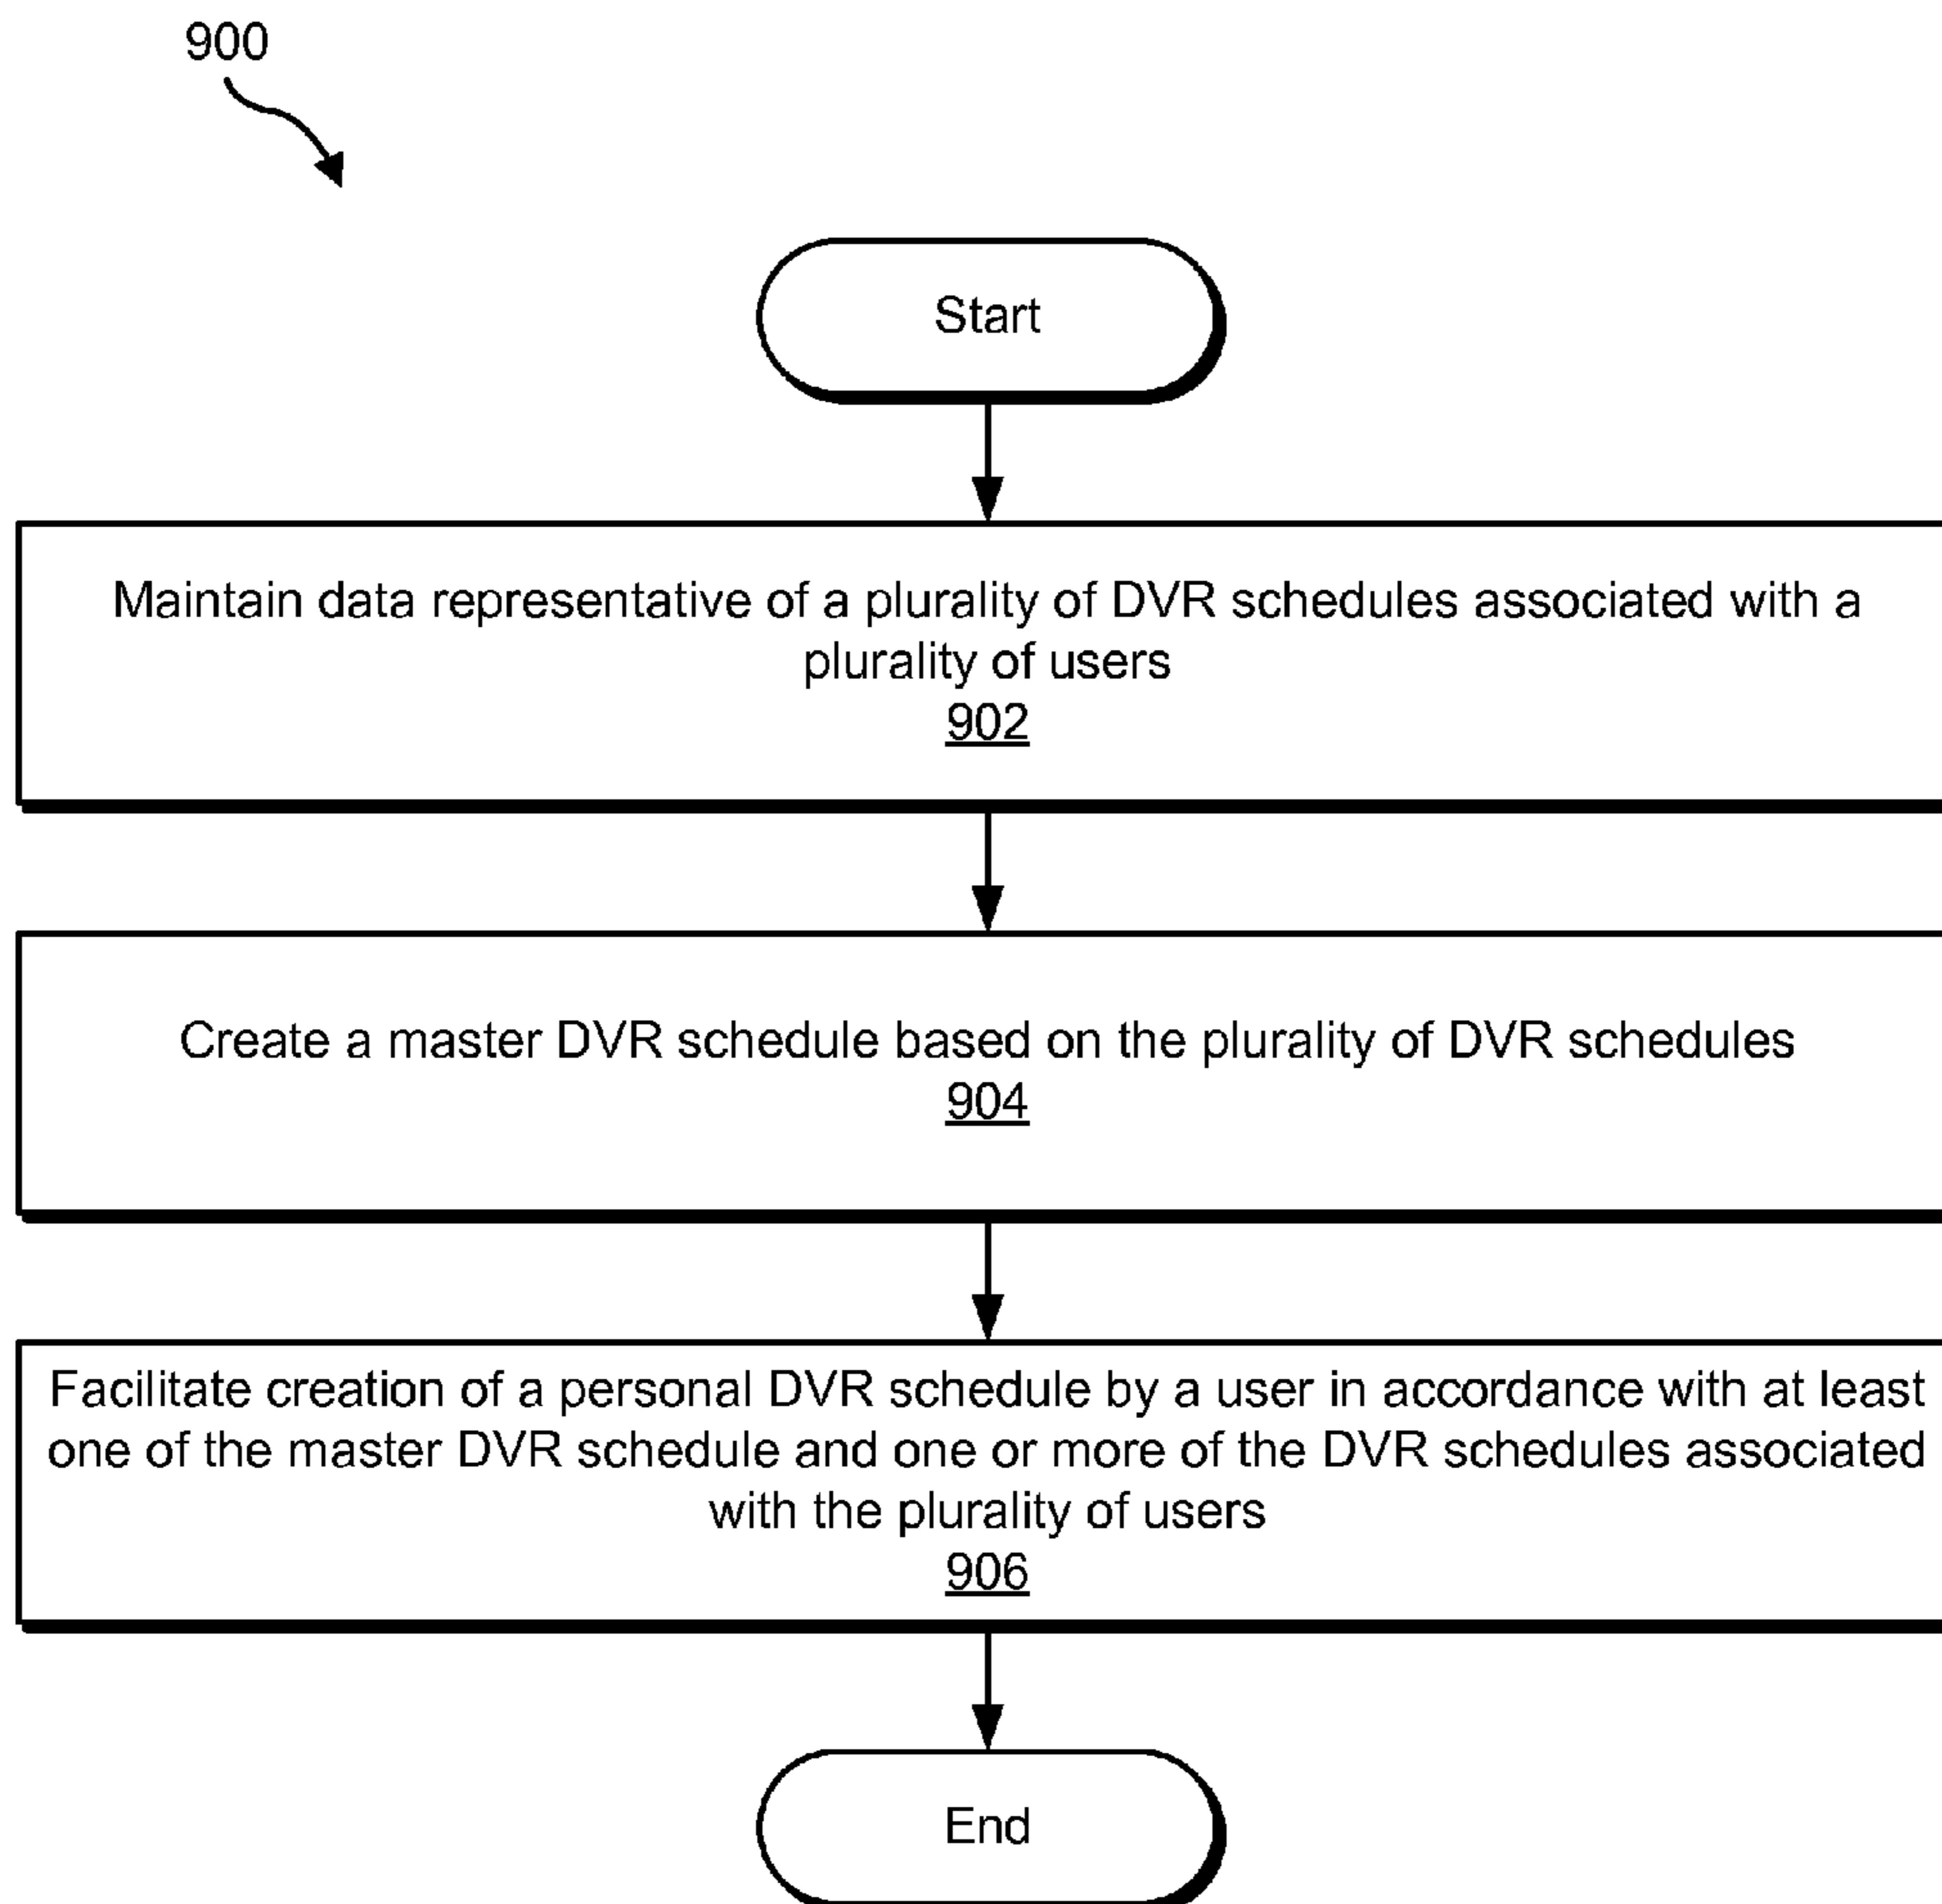 900
Start
Maintain data representative of a plurality of DVR schedules associated with a
plurality of users
902
Create a master DVR schedule based on the plurality of DVR schedules
904
Facilitate creation of a personal DVR schedule by a user in accordance with at least
one of the master DVR schedule and one or more of the DVR schedules associated
with the plurality of users
906
End